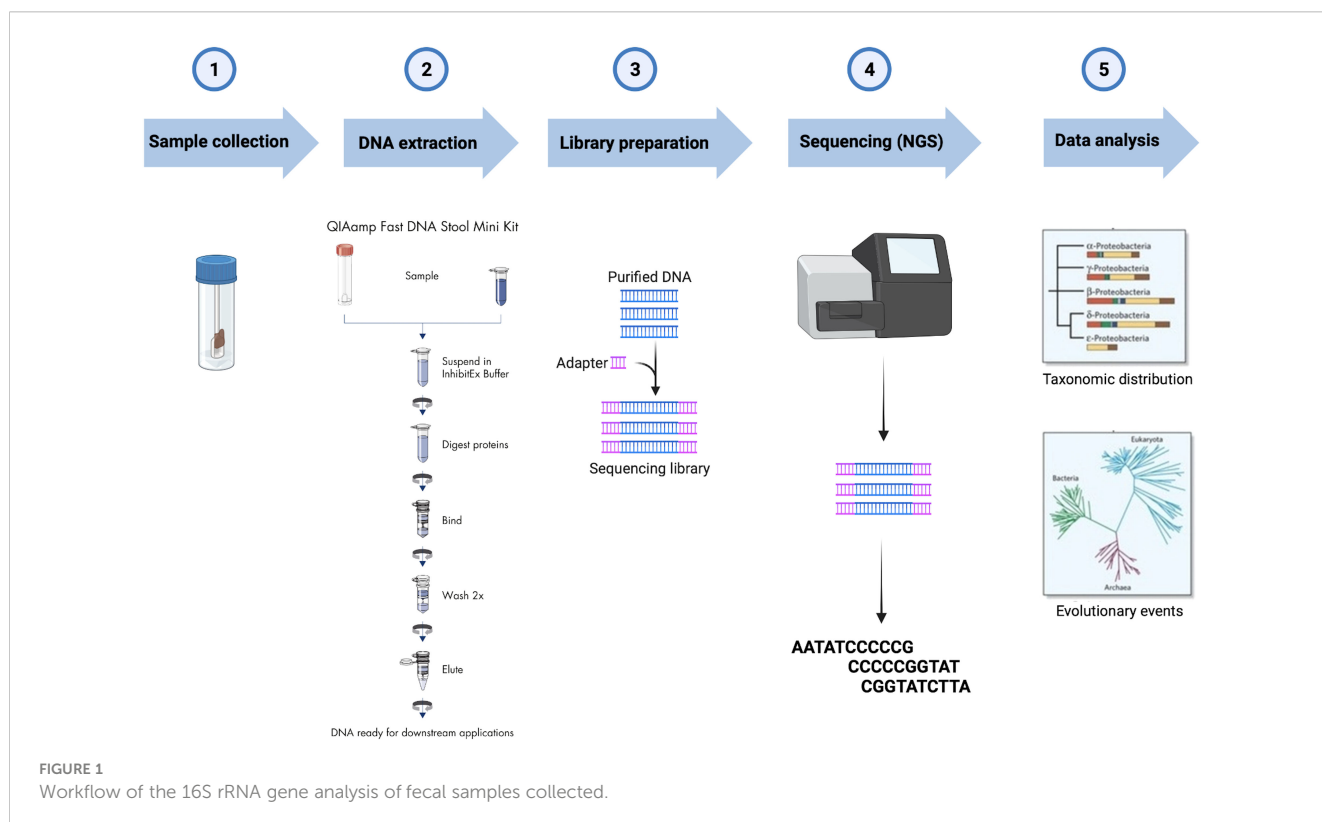 1
2
3
4
5
Sample collection
DNA extraction
Library preparation
Sequencing (NGS)
Data analysis
QIAamp Fast DNA Stool Mini Kit
Sample
Suspend in
InhibitEx Buffer
Digest proteins
Bind
Wash 2x
Elute
DNA ready for downstream applications
Purified DNA
Adapter
Sequencing library
AATATCCCCCG
CCCCCGGTAT
CGGTATCTTA
α-Proteobacteria
γ-Proteobacteria
β-Proteobacteria
δ-Proteobacteria
ε-Proteobacteria
Taxonomic distribution
Eukaryota
Bacteria
Archaea
Evolutionary events
FIGURE 1
Workflow of the 16S rRNA gene analysis of fecal samples collected.